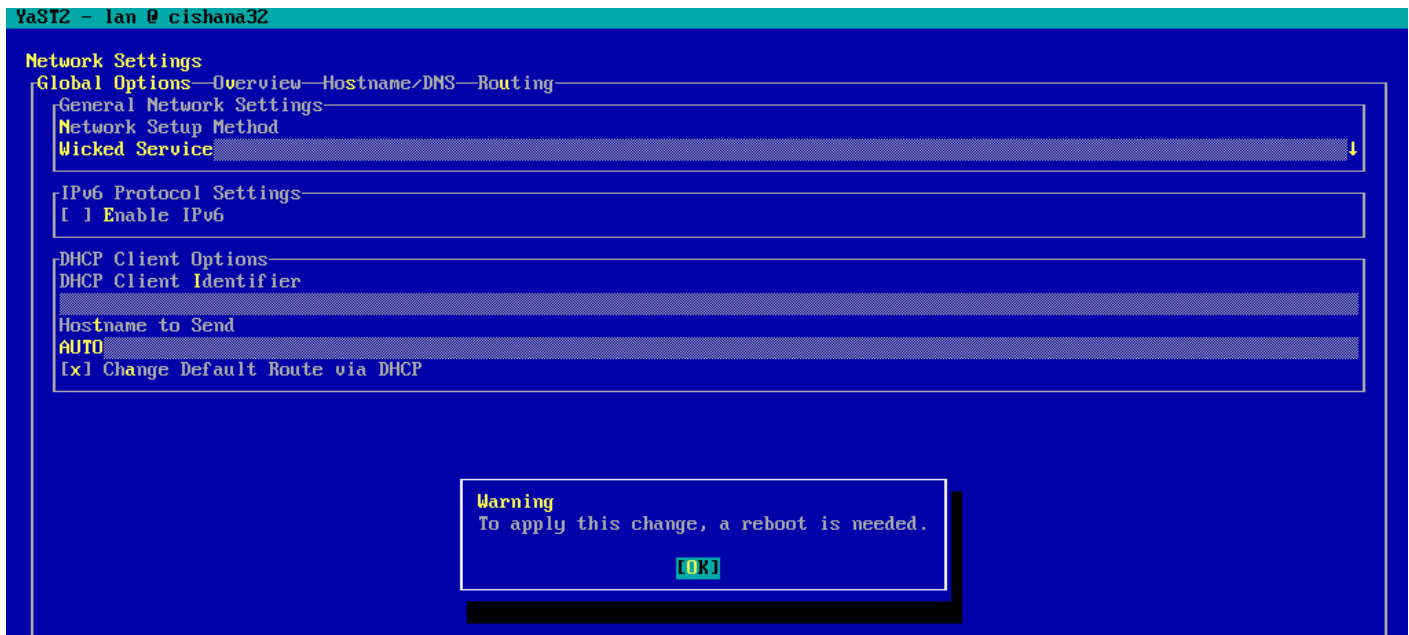 YaST2 - lan @ cishana32
Network Settings
Global Options Overview Hostname/DNS Routing
General Network Settings
Network Setup Method
Wicked Service ↓
IPv6 Protocol Settings
[ ] Enable IPv6
DHCP Client Options
DHCP Client Identifier
Hostname to Send
AUTO
[x] Change Default Route via DHCP
Warning
To apply this change, a reboot is needed.
[OK]